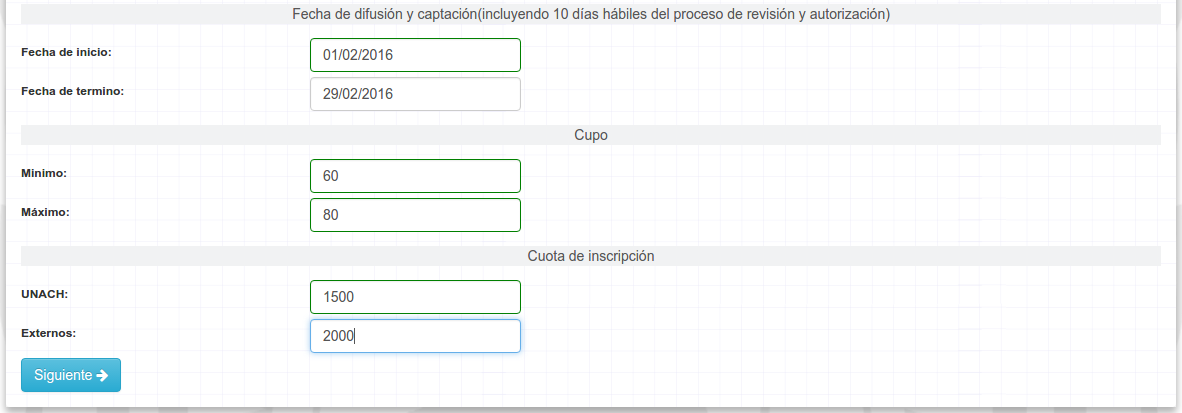 Fecha de difusión y captación(incluyendo 10 días hábiles del proceso de revisión y autorización)
Fecha de inicio: 01/02/2016
Fecha de termino: 29/02/2016
Cupo
Minimo: 60
Máximo: 80
Cuota de inscripción
UNACH: 1500
Externos: 2000
Siguiente